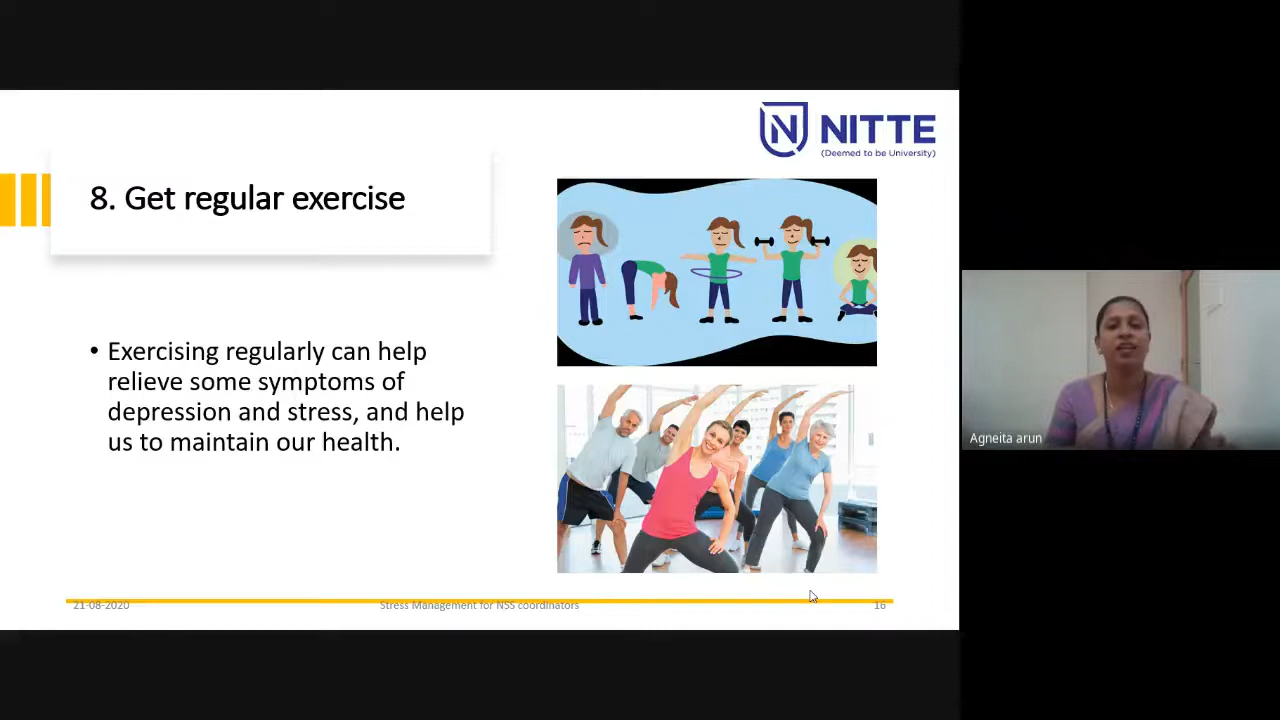 NITTE
(Deemed to be University)
8. Get regular exercise
• Exercising regularly can help
relieve some symptoms of
depression and stress, and help
us to maintain our health.
Agneita arun
21-08-2020
Stress Management for NSS coordinators
16